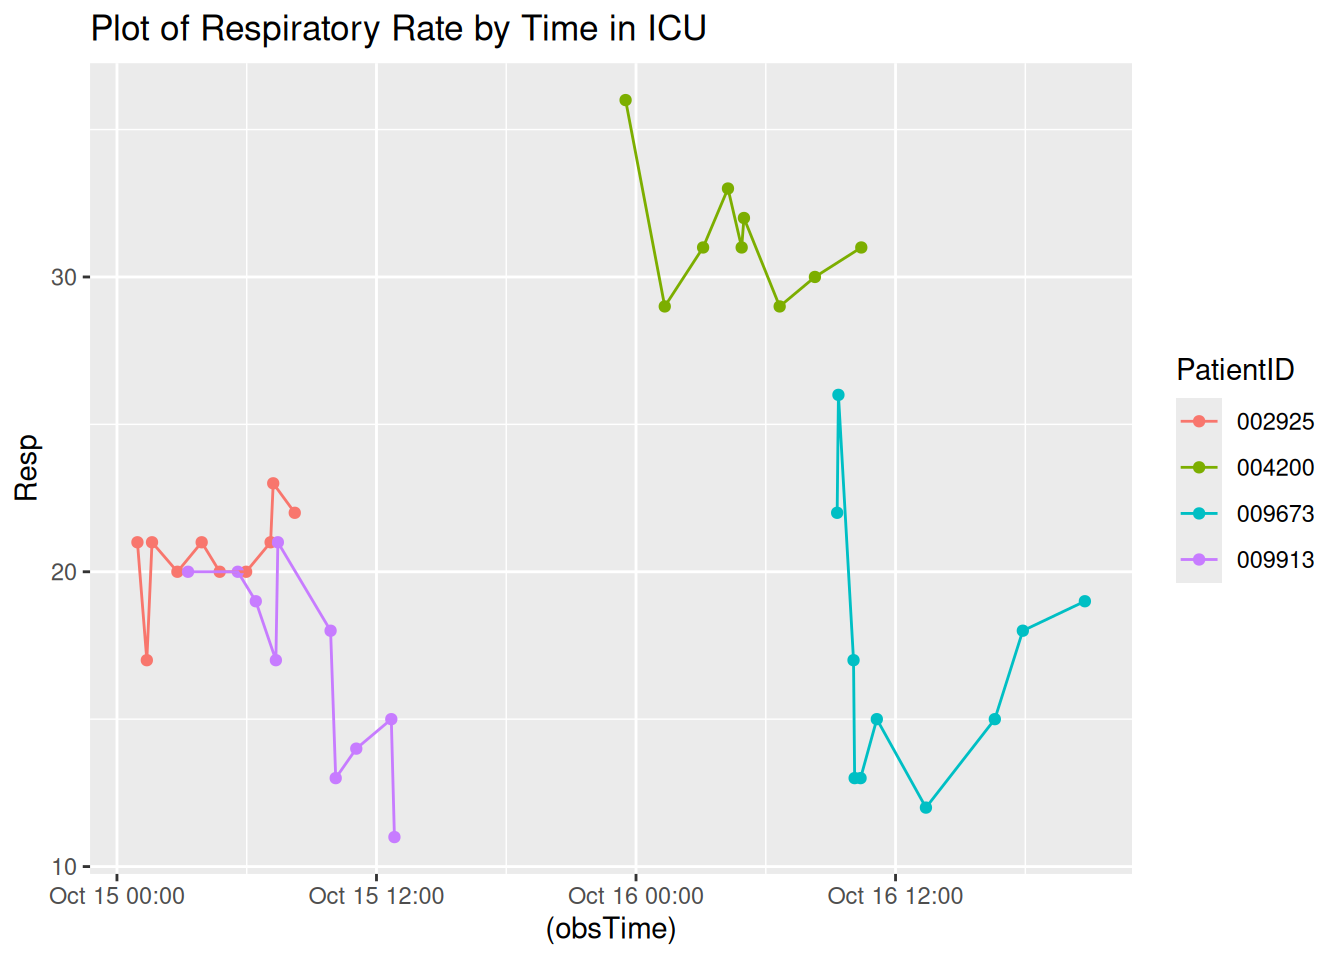 Plot of Respiratory Rate by Time in ICU
Resp
30
20
10
Oct 15 00:00
Oct 15 12:00
Oct 16 00:00
Oct 16 12:00
(obsTime)
PatientID
002925
004200
009673
009913